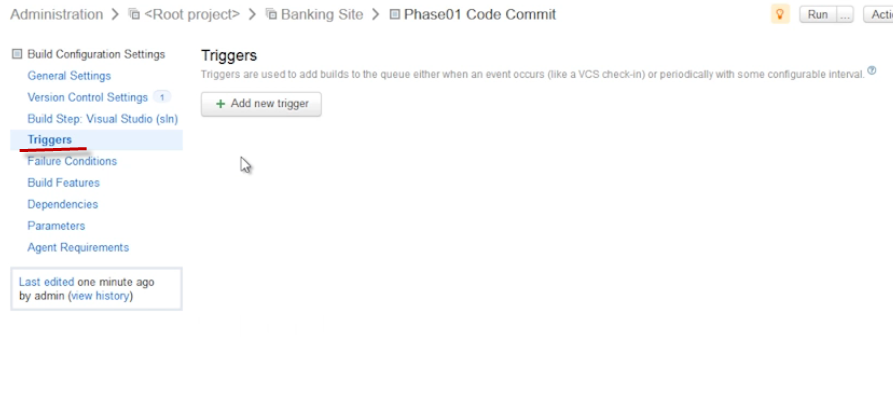 Administration > <Root project> > Banking Site > Phase01 Code Commit
Run ...
Build Configuration Settings
General Settings
Version Control Settings 1
Build Step: Visual Studio (sln)
Triggers
Failure Conditions
Build Features
Dependencies
Parameters
Agent Requirements
Last edited one minute ago
by admin (view history)
Triggers
Triggers are used to add builds to the queue either when an event occurs (like a VCS check-in) or periodically with some configurable interval. ?
+ Add new trigger